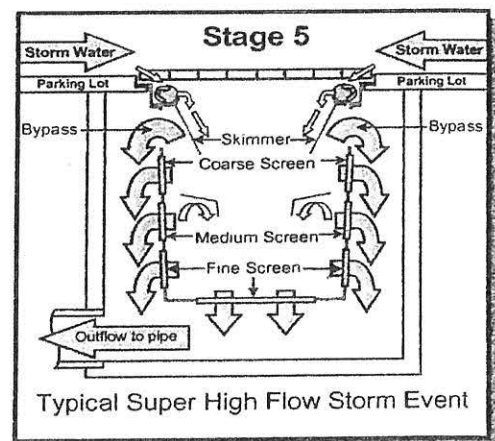 Stage 5
Storm Water
Storm Water
Parking Lot
Parking Lot
Bypass
Skimmer
Bypass
Coarse Screen
Medium Screen
Fine Screen
Outflow to pipe
Typical Super High Flow Storm Event